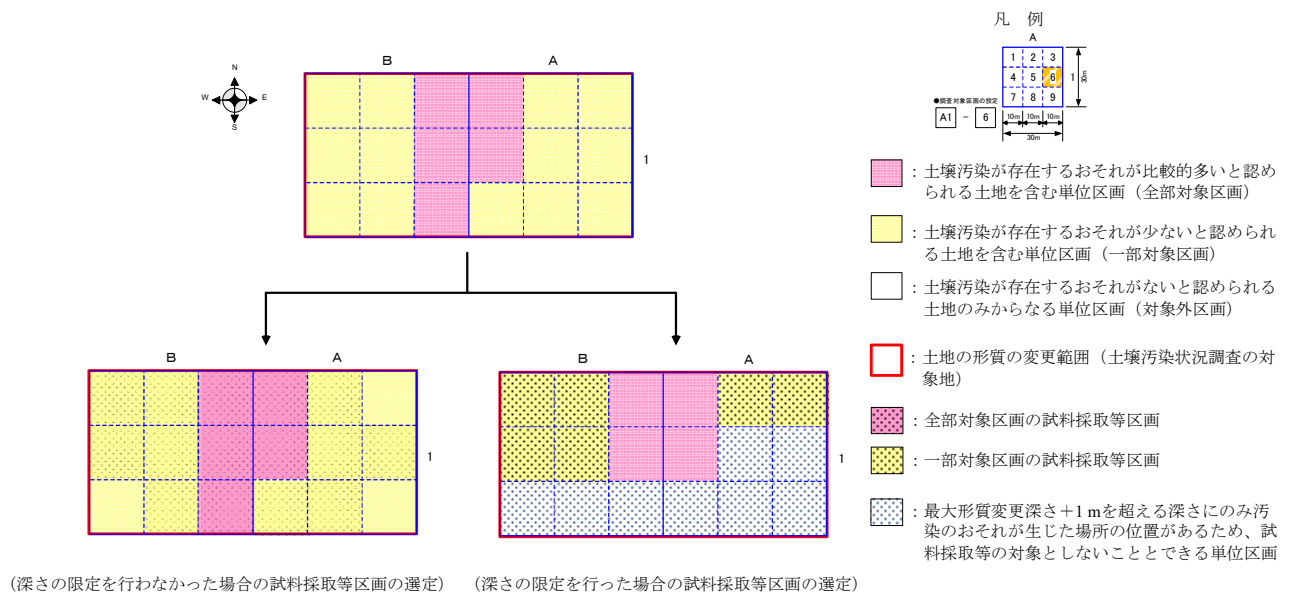 凡 例
A
1 2 3
4 5 6
7 8 9
1
30m
●調査対象区画の設定
A1 - 6
10m 10m 10m
30m
N
W E
S
B A
1
B A
1
B A
1
：土壌汚染が存在するおそれが比較的多いと認め
られる土地を含む単位区画（全部対象区画）
：土壌汚染が存在するおそれが少ないと認められ
る土地を含む単位区画（一部対象区画）
：土壌汚染が存在するおそれがないと認められる
土地のみからなる単位区画（対象外区画）
：土地の形質の変更範囲（土壌汚染状況調査の対
象地）
：全部対象区画の試料採取等区画
：一部対象区画の試料採取等区画
：最大形質変更深さ＋1 mを超える深さにのみ汚
染のおそれが生じた場所の位置があるため、試
料採取等の対象としないこととできる単位区画
（深さの限定を行わなかった場合の試料採取等区画の選定）
（深さの限定を行った場合の試料採取等区画の選定）